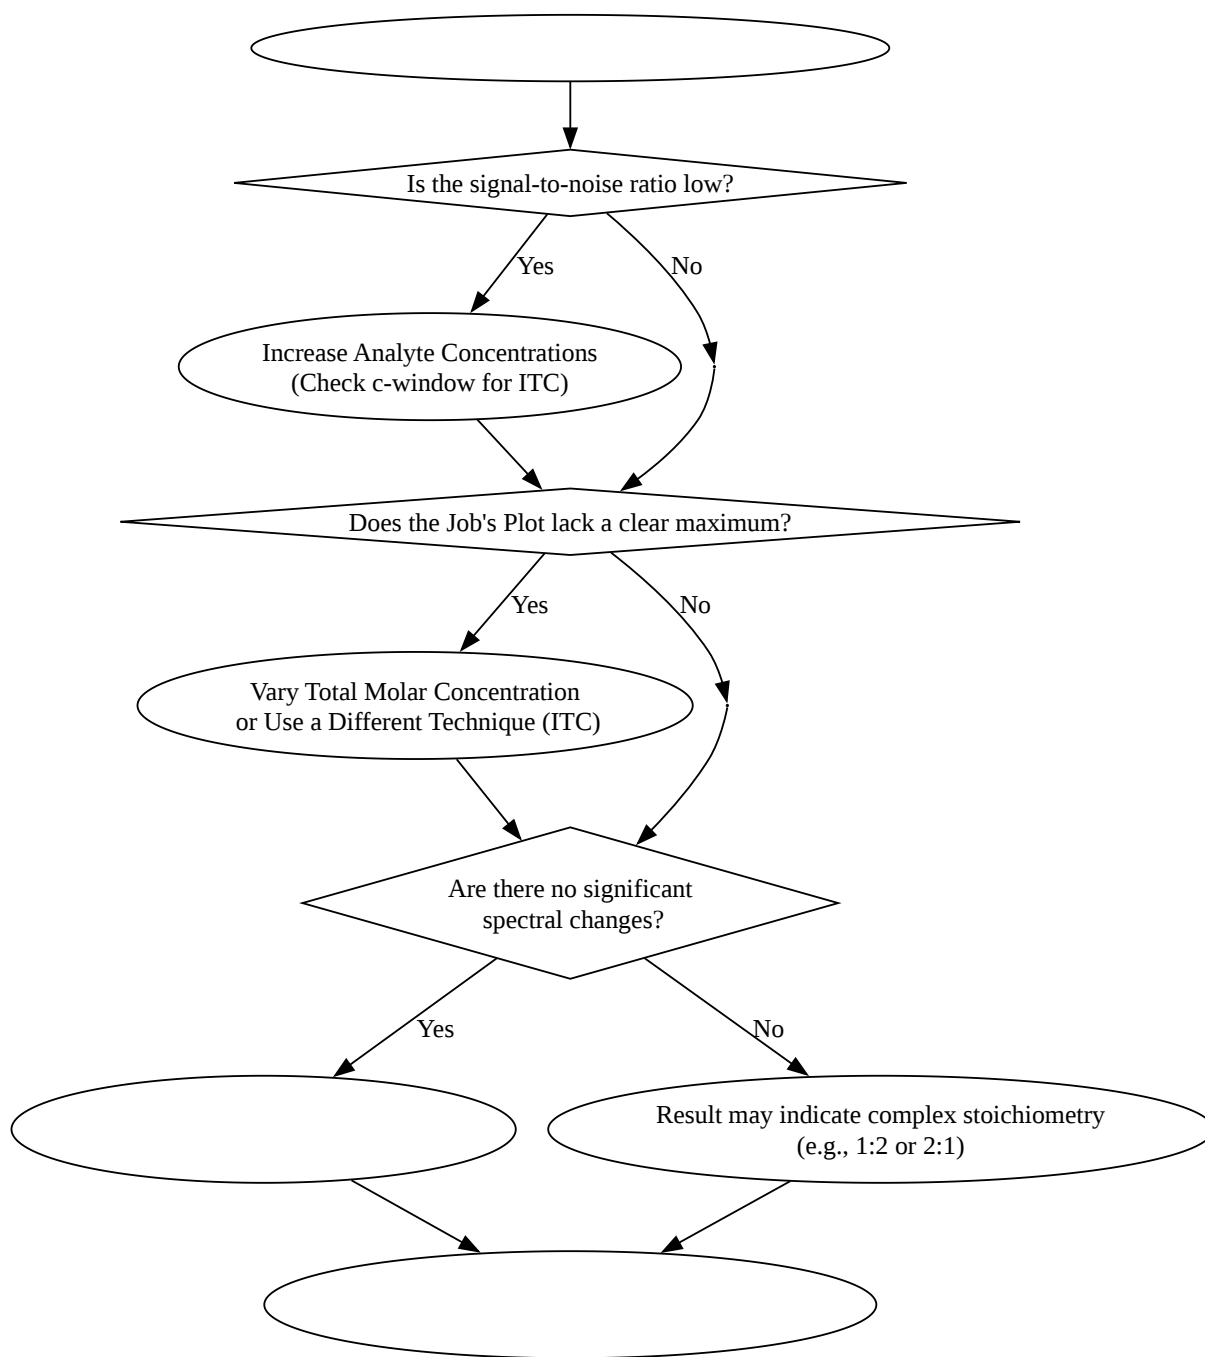 Is the signal-to-noise ratio low?
Yes
No
Increase Analyte Concentrations
(Check c-window for ITC)
Does the Job's Plot lack a clear maximum?
Yes
No
Vary Total Molar Concentration
or Use a Different Technique (ITC)
Are there no significant
spectral changes?
Yes
No
Result may indicate complex stoichiometry
(e.g., 1:2 or 2:1)